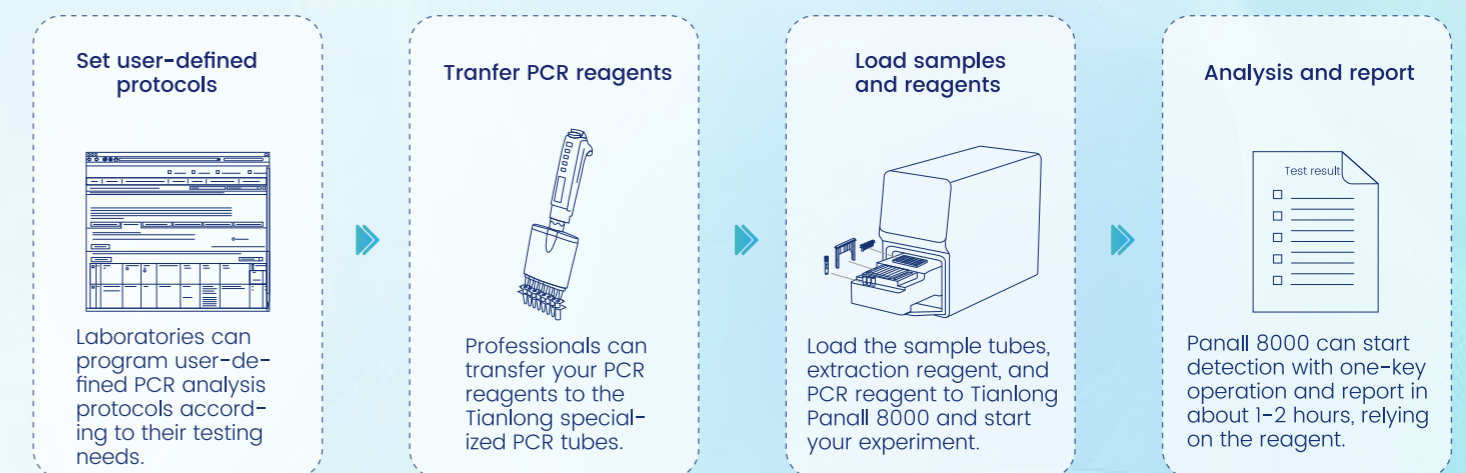 Set user-defined
protocols
Laboratories can
program user-de-
fined PCR analysis
protocols accord-
ing to their testing
needs.
Tranfer PCR reagents
Professionals can
transfer your PCR
reagents to the
Tianlong special-
ized PCR tubes.
Load samples
and reagents
Load the sample tubes,
extraction reagent, and
PCR reagent to Tianlong
Panall 8000 and start
your experiment.
Analysis and report
Test result
Panall 8000 can start
detection with one-key
operation and report in
about 1-2 hours, relying
on the reagent.